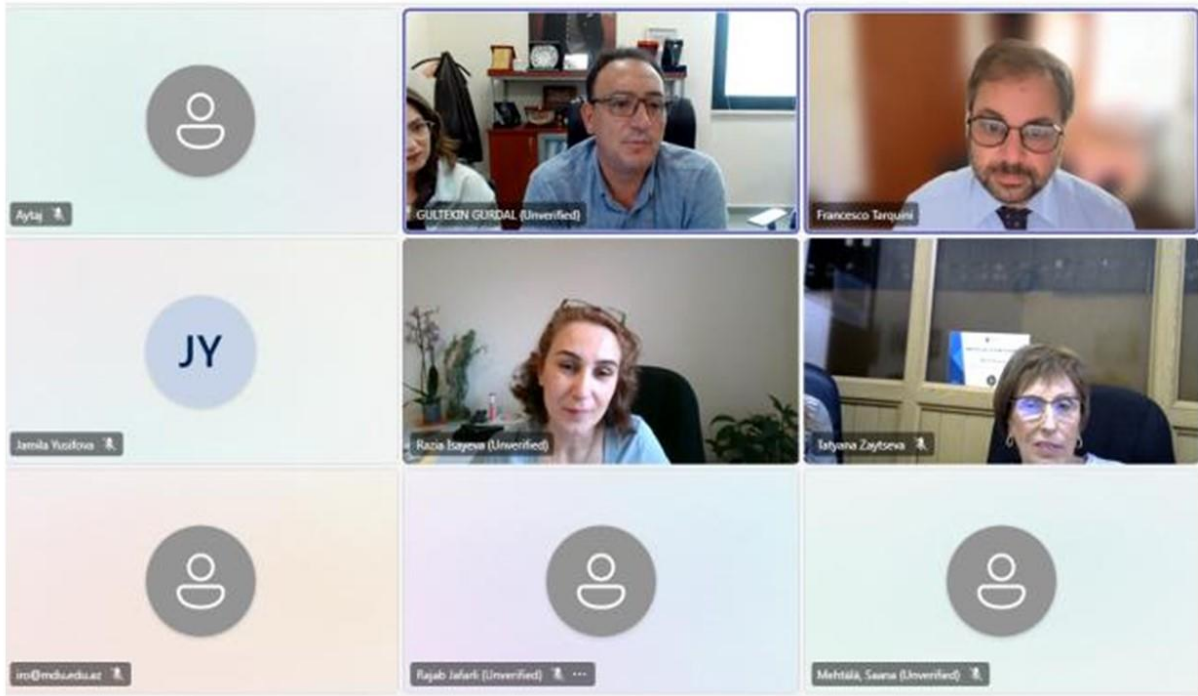 Aytaj
GULTEKIN GURDAL (Unverified)
Francesco Tarquini
JY
Jamila Yusifova
Razia Isayeva (Unverified)
Tatyana Zaytseva
iro@mdu.edu.az
Rajab Jafarli (Unverified) ...
Mehtälä, Saana (Unverified)